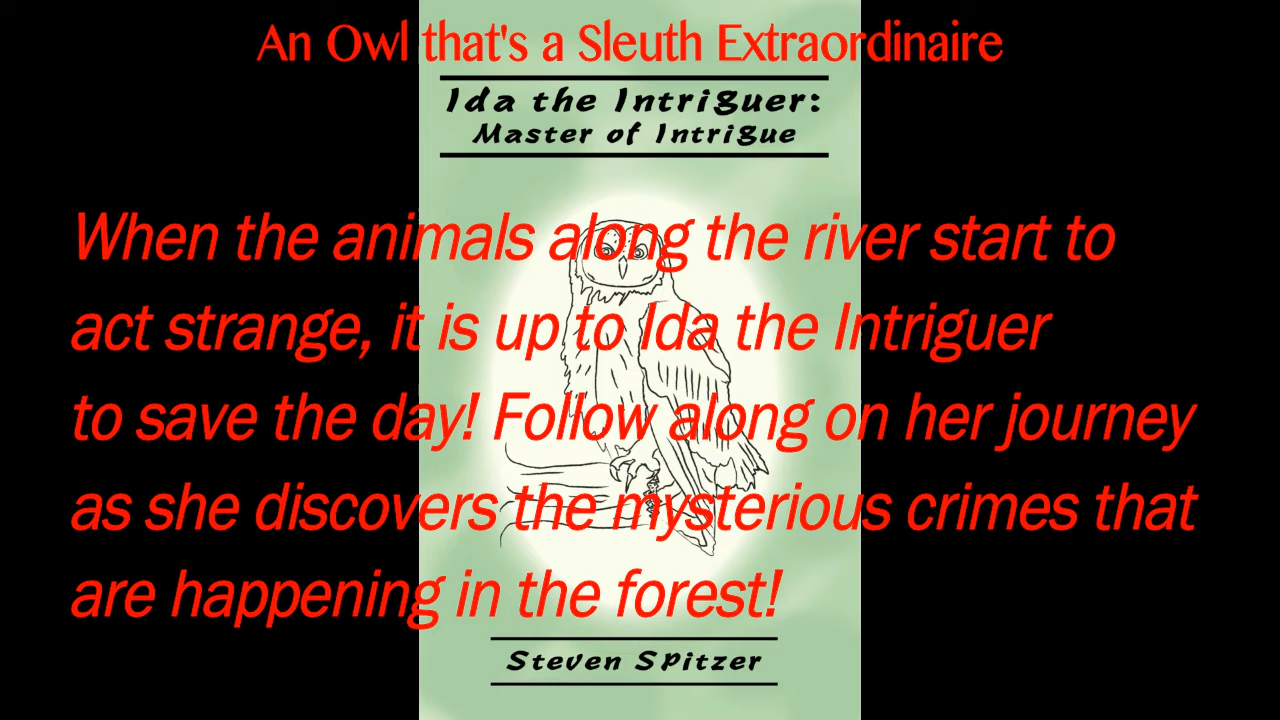 An Owl that's a Sleuth Extraordinaire
Ida the Intriguer:
Master of Intrigue
When the animals along the river start to
act strange, it is up to Ida the Intriguer
to save the day! Follow along on her journey
as she discovers the mysterious crimes that
are happening in the forest!
Steven Spitzer